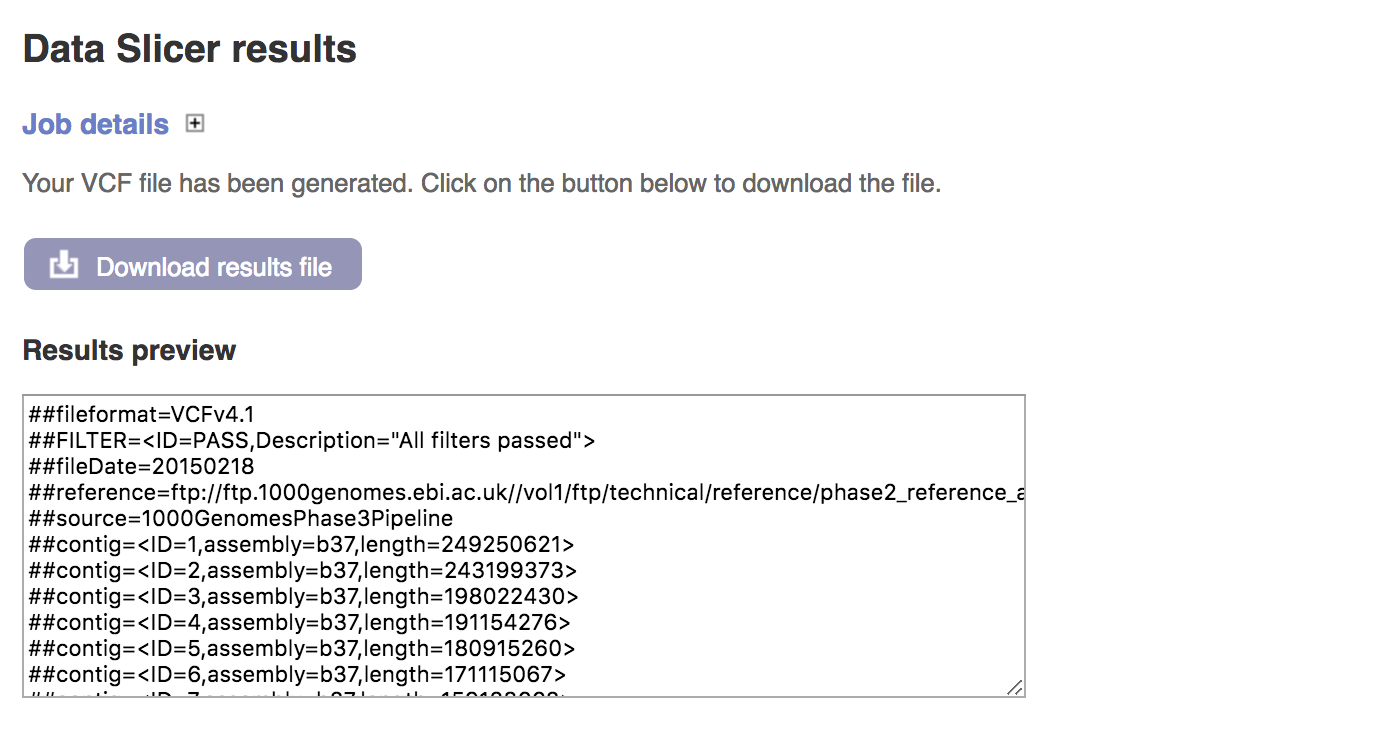 Data Slicer results
Job details
Your VCF file has been generated. Click on the button below to download the file.
Download results file
Results preview
##fileformat=VCFv4.1
##FILTER=<ID=PASS,Description="All filters passed">
##fileDate=20150218
##reference=ftp://ftp.1000genomes.ebi.ac.uk//vol1/ftp/technical/reference/phase2_reference_a
##source=1000GenomesPhase3Pipeline
##contig=<ID=1,assembly=b37,length=249250621>
##contig=<ID=2,assembly=b37,length=243199373>
##contig=<ID=3,assembly=b37,length=198022430>
##contig=<ID=4,assembly=b37,length=191154276>
##contig=<ID=5,assembly=b37,length=180915260>
##contig=<ID=6,assembly=b37,length=171115067>